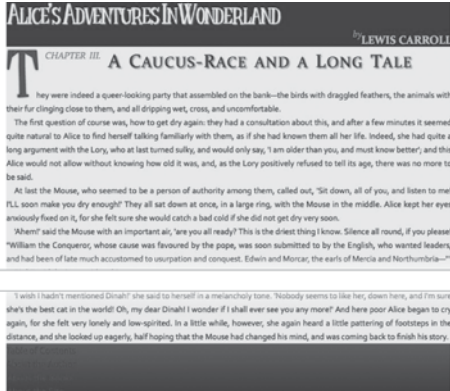 ALICE'S ADVENTURES IN WONDERLAND
by LEWIS CARROLL
CHAPTER III. A CAUCUS-RACE AND A LONG TALE
They were indeed a queer-looking party that assembled on the bank—the birds with draggled feathers, the animals with
their fur clinging close to them, and all dripping wet, cross, and uncomfortable.
The first question of course was, how to get dry again: they had a consultation about this, and after a few minutes it seemed
quite natural to Alice to find herself talking familiarly with them, as if she had known them all her life. Indeed, she had quite a
long argument with the Lory, who at last turned sulky, and would only say, 'I am older than you, and must know better'; and this
Alice would not allow without knowing how old it was, and, as the Lory positively refused to tell its age, there was no more to
be said.
At last the Mouse, who seemed to be a person of authority among them, called out, 'Sit down, all of you, and listen to me!
I'LL soon make you dry enough!' They all sat down at once, in a large ring, with the Mouse in the middle. Alice kept her eyes
anxiously fixed on it, for she felt sure she would catch a bad cold if she did not get dry very soon.
'Ahem!' said the Mouse with an important air, 'are you all ready? This is the driest thing I know. Silence all round, if you please!
"William the Conqueror, whose cause was favoured by the pope, was soon submitted to by the English, who wanted leaders,
and had been of late much accustomed to usurpation and conquest. Edwin and Morcar, the earls of Mercia and Northumbria—"'
'I wish I hadn't mentioned Dinah!' she said to herself in a melancholy tone. 'Nobody seems to like her, down here, and I'm sure
she's the best cat in the world! Oh, my dear Dinah! I wonder if I shall ever see you any more!' And here poor Alice began to cry
again, for she felt very lonely and low-spirited. In a little while, however, she again heard a little pattering of footsteps in the
distance, and she looked up eagerly, half hoping that the Mouse had changed his mind, and was coming back to finish his story.